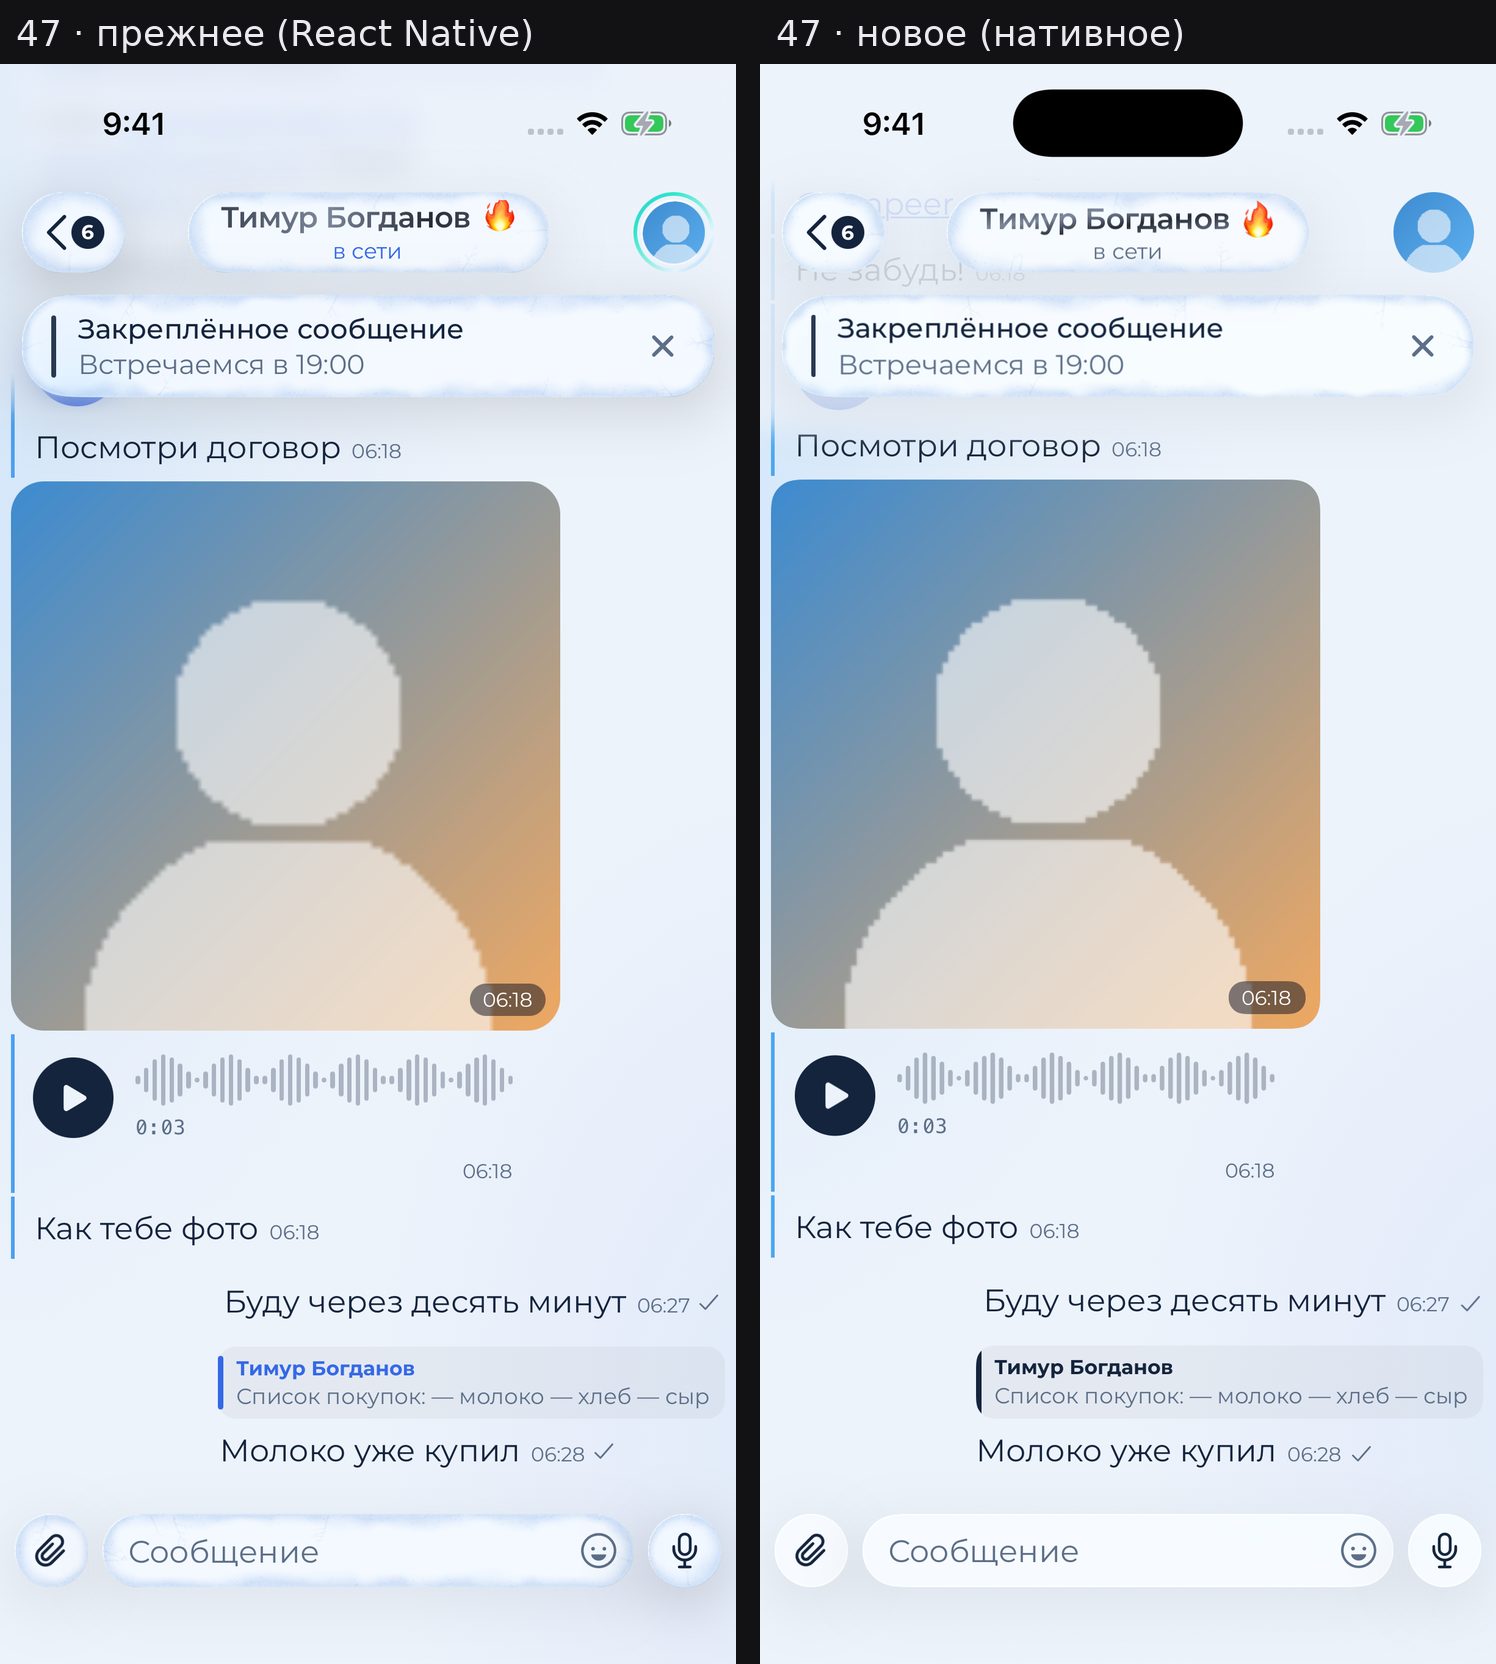 47 · прежнее (React Native)
9:41
6
Тимур Богданов 🔥
в сети
Закреплённое сообщение
Встречаемся в 19:00
Посмотри договор 06:18
06:18
0:03
06:18
Как тебе фото 06:18
Буду через десять минут 06:27
Тимур Богданов
Список покупок: — молоко — хлеб — сыр
Молоко уже купил 06:28
Сообщение
47 · новое (нативное)
9:41
6
Тимур Богданов 🔥
в сети
Не забудь! 06:18
Закреплённое сообщение
Встречаемся в 19:00
Посмотри договор 06:18
06:18
0:03
06:18
Как тебе фото 06:18
Буду через десять минут 06:27
Тимур Богданов
Список покупок: — молоко — хлеб — сыр
Молоко уже купил 06:28
Сообщение